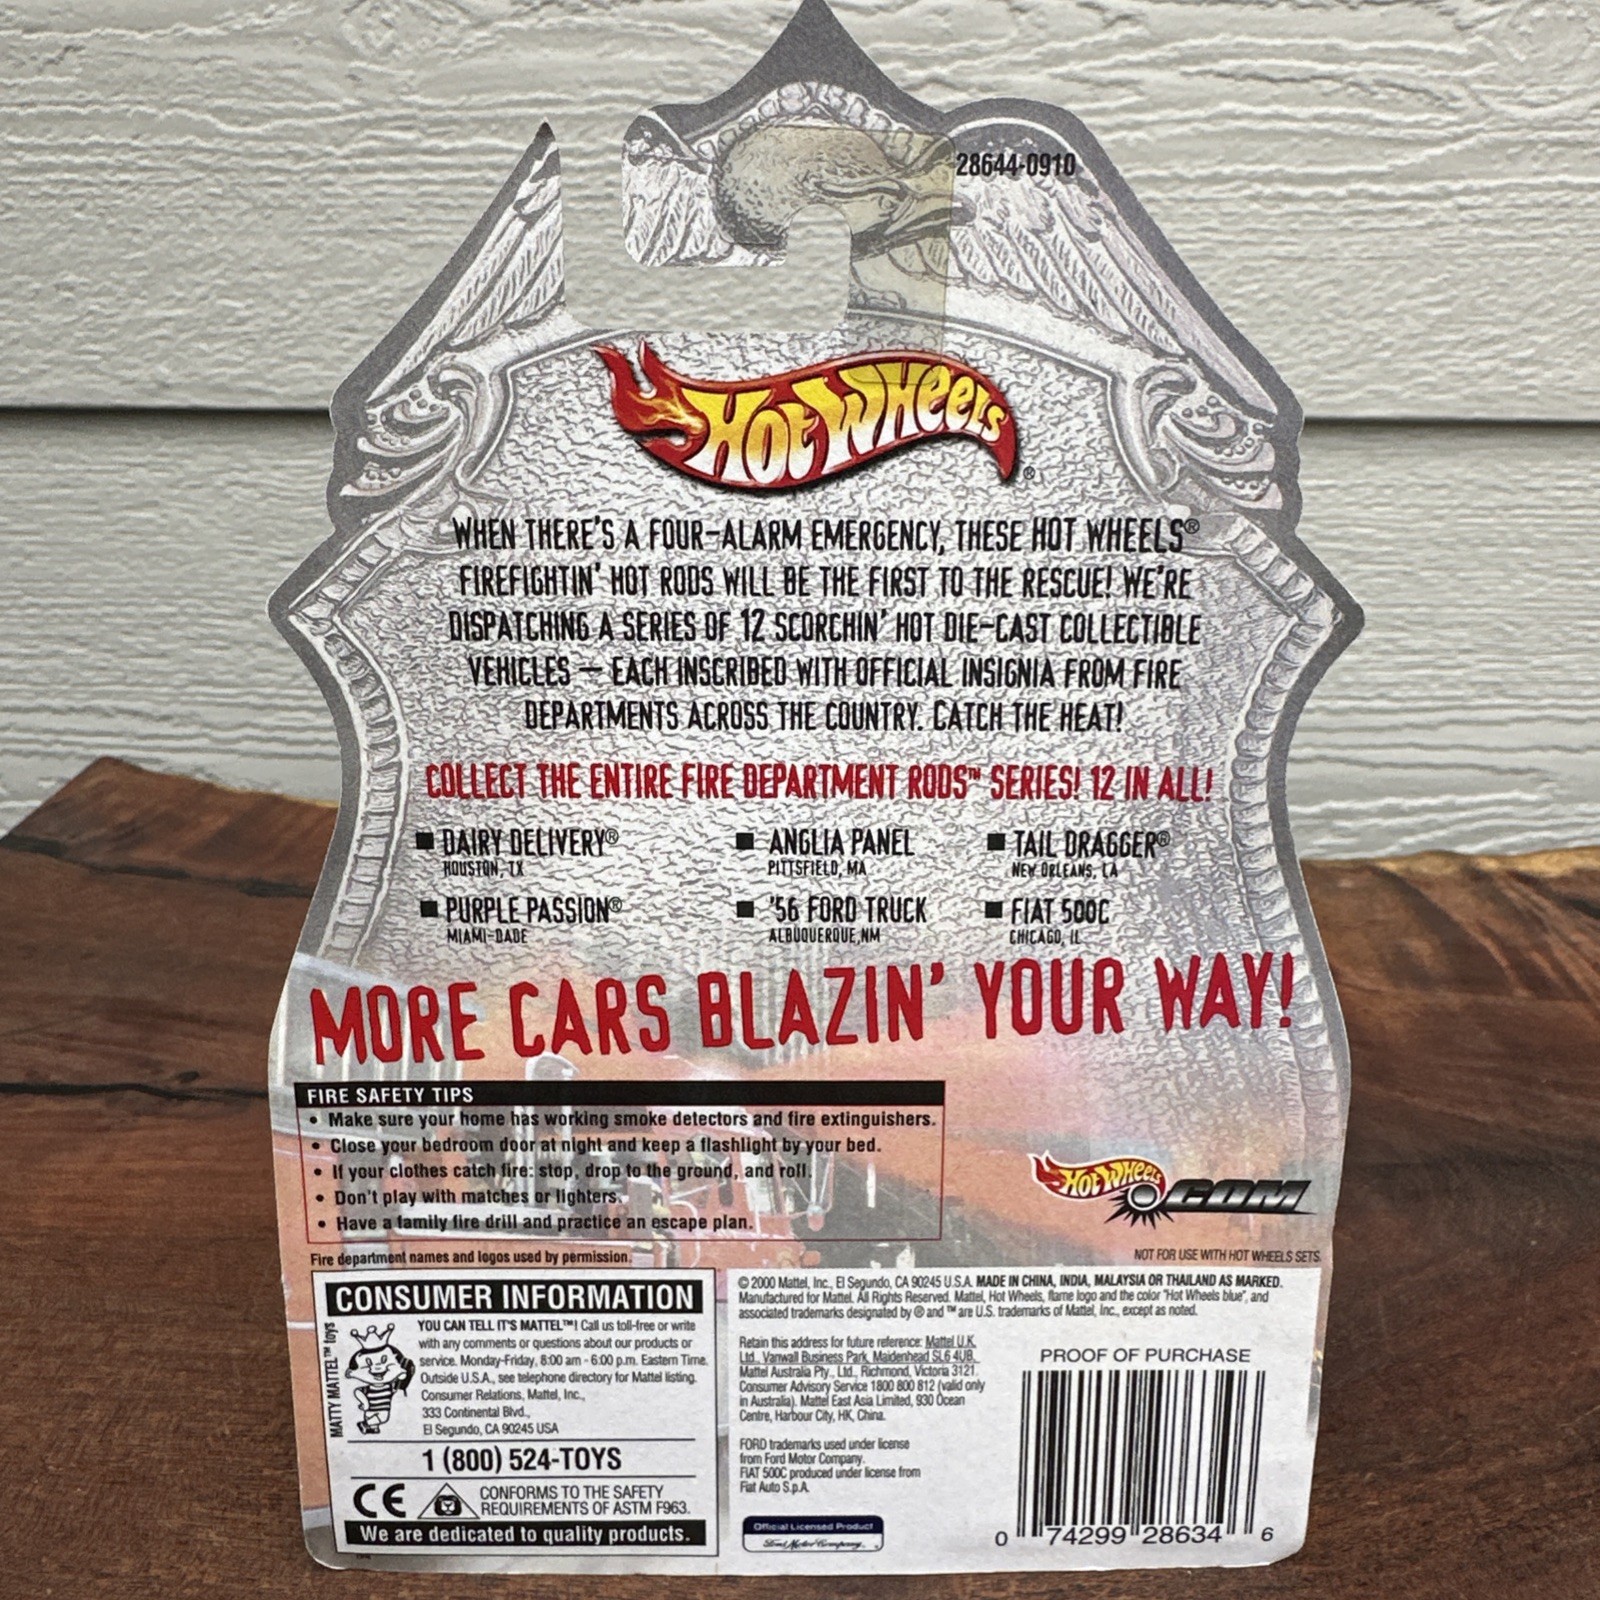 28644-0910
HOT WHEELS®
WHEN THERE'S A FOUR-ALARM EMERGENCY, THESE HOT WHEELS®
FIREFIGHTIN' HOT RODS WILL BE THE FIRST TO THE RESCUE! WE'RE
DISPATCHING A SERIES OF 12 SCORCHIN' HOT DIE-CAST COLLECTIBLE
VEHICLES — EACH INSCRIBED WITH OFFICIAL INSIGNIA FROM FIRE
DEPARTMENTS ACROSS THE COUNTRY. CATCH THE HEAT!
COLLECT THE ENTIRE FIRE DEPARTMENT RODS™ SERIES! 12 IN ALL!
■ DAIRY DELIVERY®
HOUSTON, TX
■ ANGLIA PANEL
PITTSFIELD, MA
■ TAIL DRAGGER®
NEW ORLEANS, LA
■ PURPLE PASSION®
MIAMI-DADE
■ '56 FORD TRUCK
ALBUQUERQUE,NM
■ FIAT 500C
CHICAGO, IL
MORE CARS BLAZIN' YOUR WAY!
FIRE SAFETY TIPS
• Make sure your home has working smoke detectors and fire extinguishers.
• Close your bedroom door at night and keep a flashlight by your bed.
• If your clothes catch fire: stop, drop to the ground, and roll.
• Don't play with matches or lighters.
• Have a family fire drill and practice an escape plan.
HOT WHEELS.COM
Fire department names and logos used by permission.
NOT FOR USE WITH HOT WHEELS SETS.
CONSUMER INFORMATION
MATTY MATTEL™ toys
YOU CAN TELL IT'S MATTEL™! Call us toll-free or write
with any comments or questions about our products or
service. Monday-Friday, 8:00 am - 6:00 p.m. Eastern Time.
Outside U.S.A., see telephone directory for Mattel listing.
Consumer Relations, Mattel, Inc.,
333 Continental Blvd.,
El Segundo, CA 90245 USA
1 (800) 524-TOYS
CE
CONFORMS TO THE SAFETY
REQUIREMENTS OF ASTM F963.
We are dedicated to quality products.
© 2000 Mattel, Inc., El Segundo, CA 90245 U.S.A. MADE IN CHINA, INDIA, MALAYSIA OR THAILAND AS MARKED.
Manufactured for Mattel. All Rights Reserved. Mattel, Hot Wheels, flame logo and the color "Hot Wheels blue", and
associated trademarks designated by ® and ™ are U.S. trademarks of Mattel, Inc., except as noted.
Retain this address for future reference: Mattel U.K.
Ltd., Vanwall Business Park, Maidenhead SL6 4UB.
Mattel Australia Pty., Ltd., Richmond, Victoria 3121.
Consumer Advisory Service 1800 800 812 (valid only
in Australia). Mattel East Asia Limited, 930 Ocean
Centre, Harbour City, HK, China.
FORD trademarks used under license
from Ford Motor Company.
FIAT 500C produced under license from
Fiat Auto S.p.A.
Official Licensed Product
Ford Motor Company.
PROOF OF PURCHASE
0 74299 28634 6